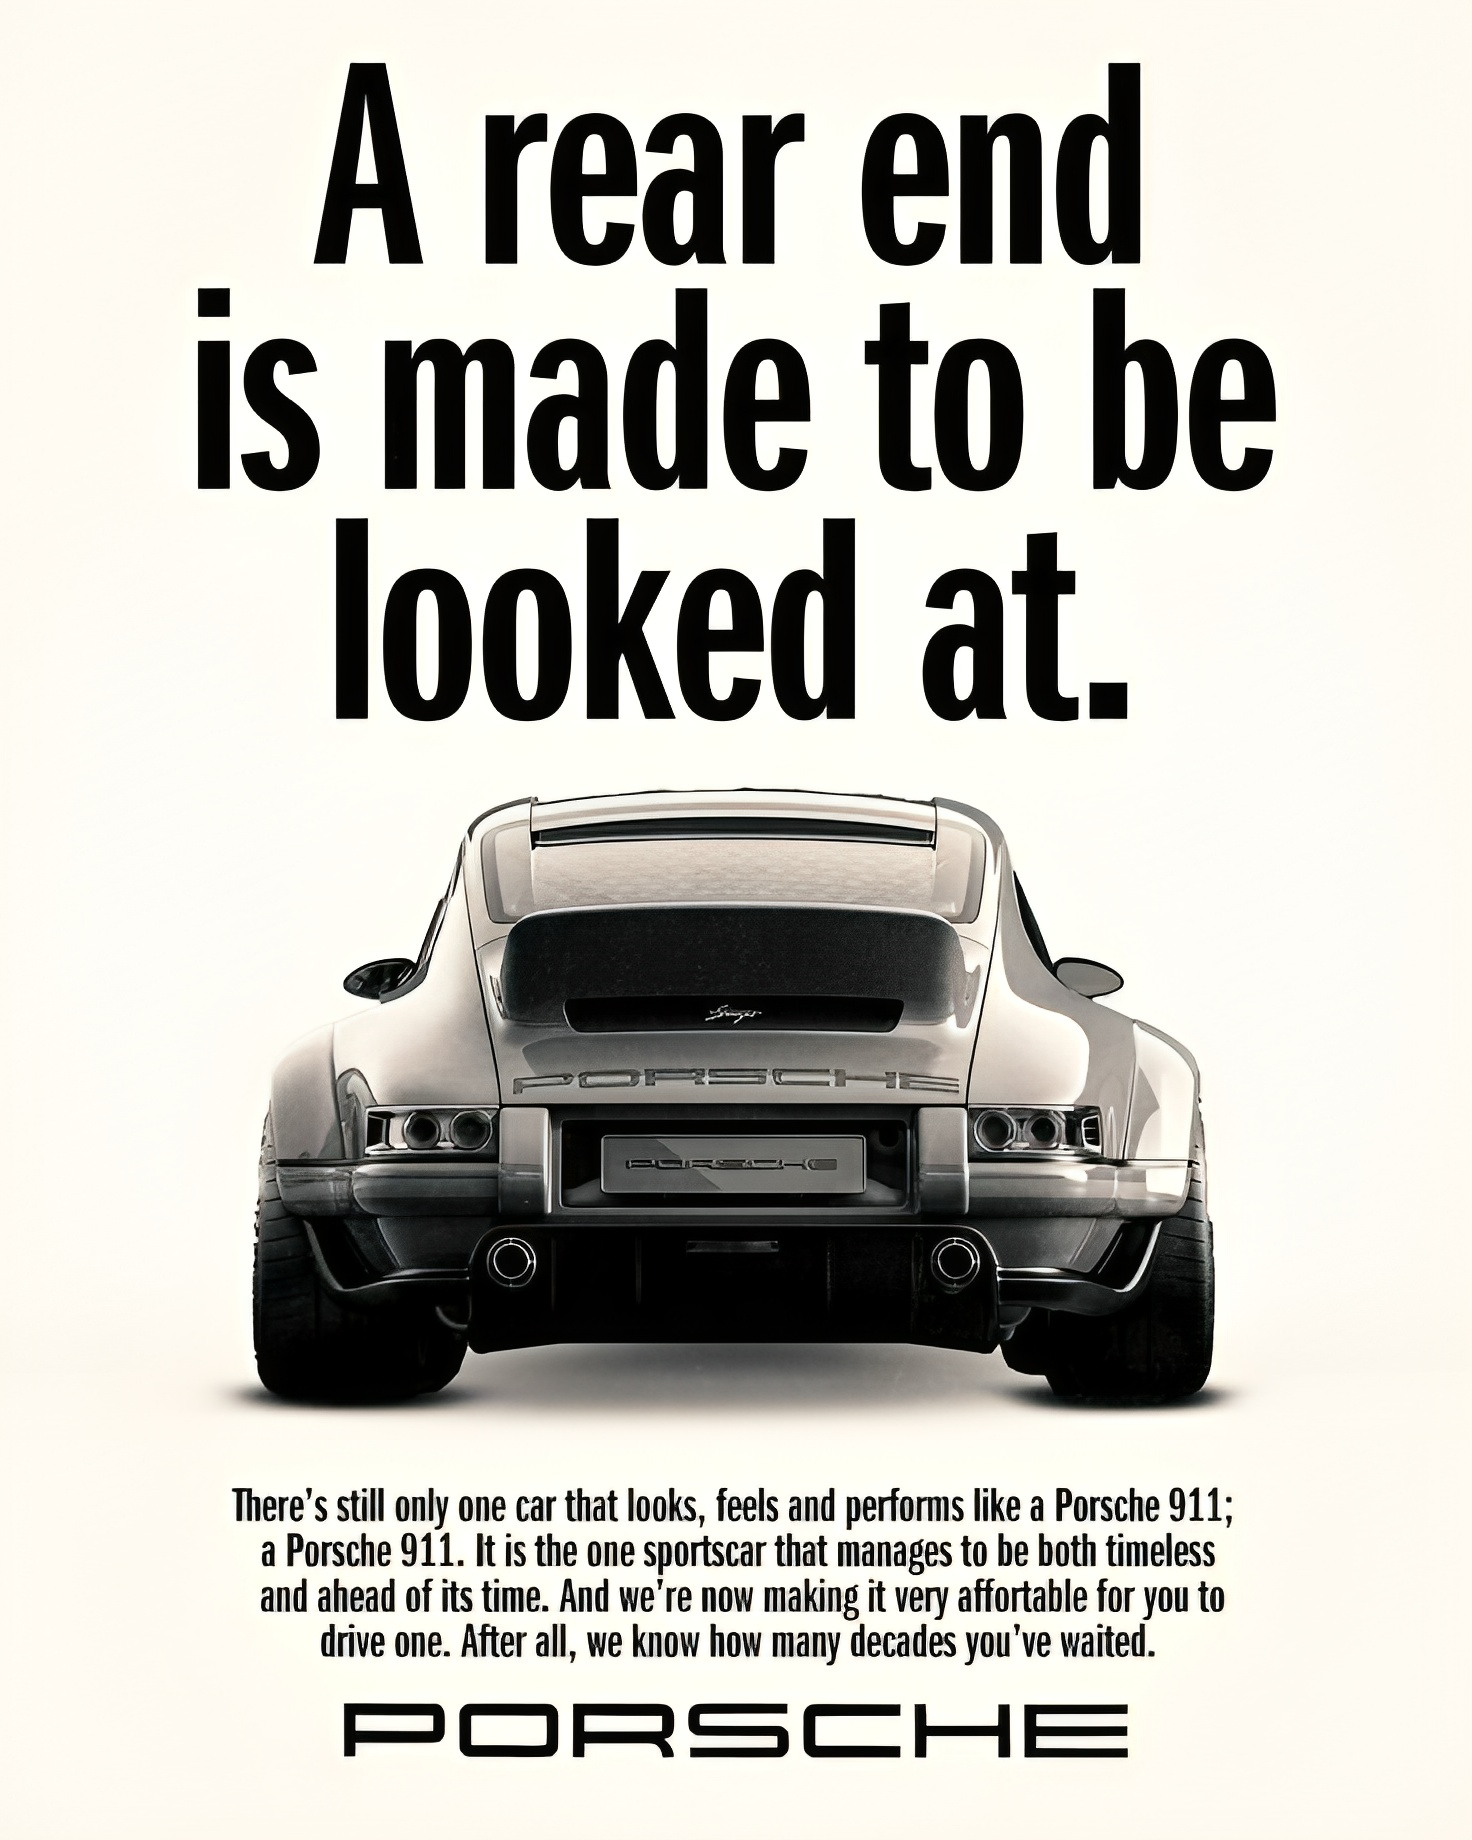 A rear end
is made to be
looked at.
Singer
PORSCHE
PORSCHE
There's still only one car that looks, feels and performs like a Porsche 911;
a Porsche 911. It is the one sportscar that manages to be both timeless
and ahead of its time. And we're now making it very affortable for you to
drive one. After all, we know how many decades you've waited.
PORSCHE